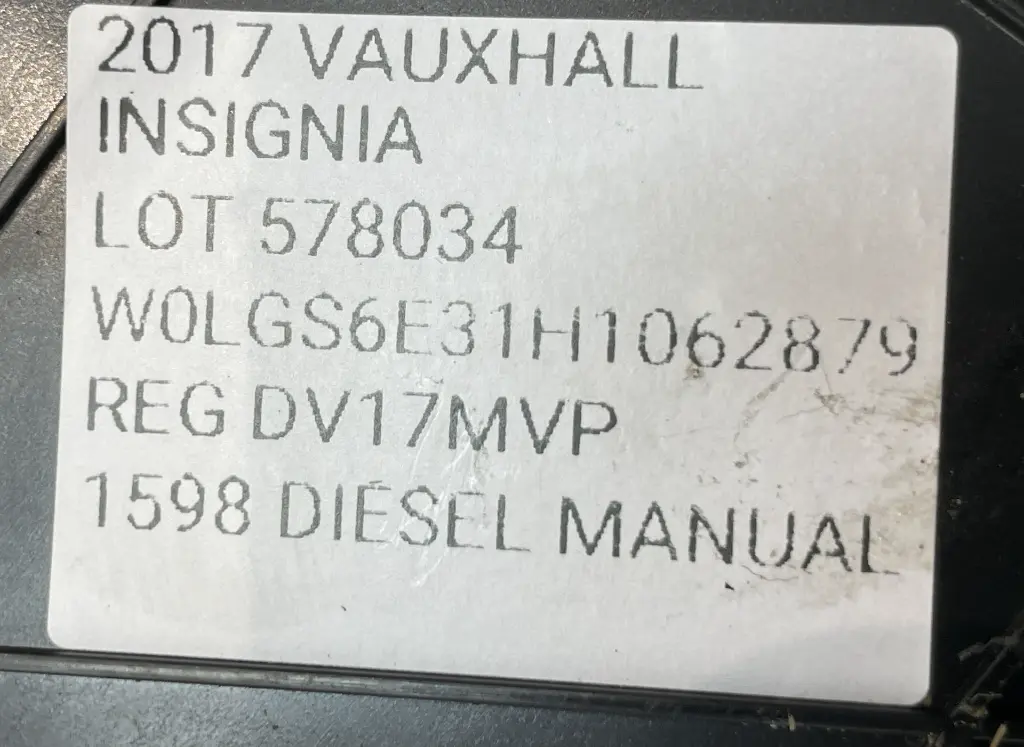 2017 VAUXHALL
INSIGNIA
LOT 578034
W0LGS6E31H1062879
REG DV17MVP
1598 DIESEL MANUAL